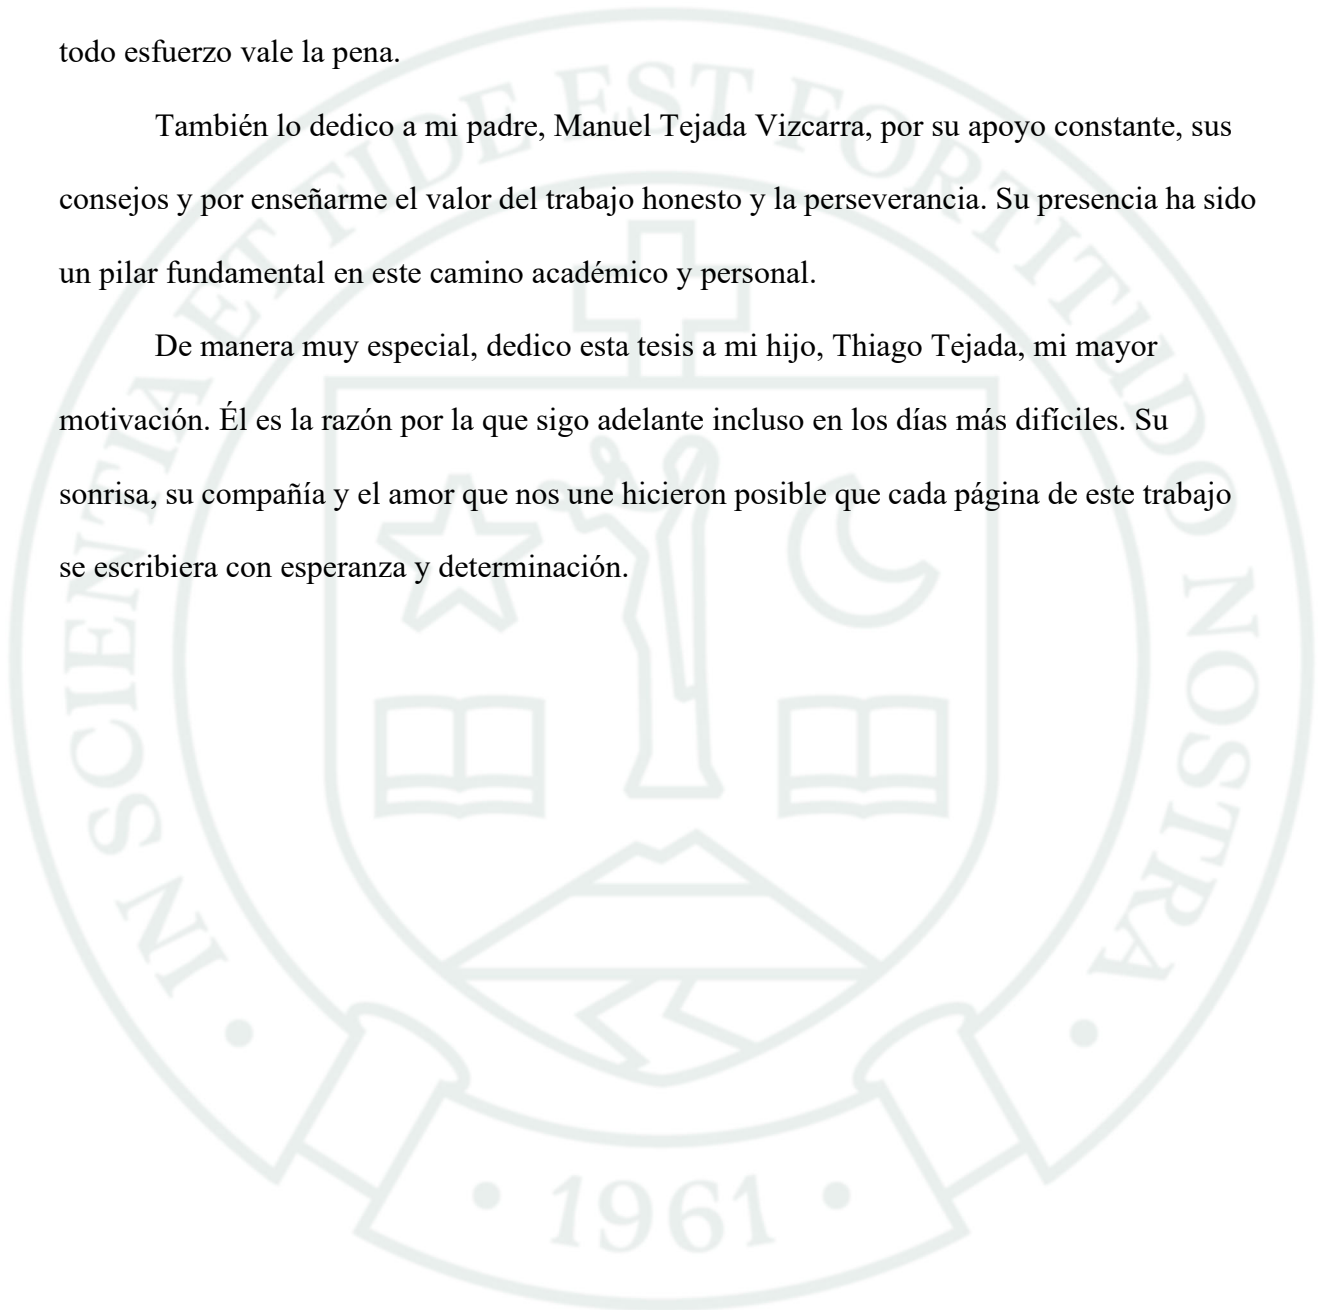 todo esfuerzo vale la pena.
También lo dedico a mi padre, Manuel Tejada Vizcarra, por su apoyo constante, sus
consejos y por enseñarme el valor del trabajo honesto y la perseverancia. Su presencia ha sido
un pilar fundamental en este camino académico y personal.
De manera muy especial, dedico esta tesis a mi hijo, Thiago Tejada, mi mayor
motivación. Él es la razón por la que sigo adelante incluso en los días más difíciles. Su
sonrisa, su compañía y el amor que nos une hicieron posible que cada página de este trabajo
se escribiera con esperanza y determinación.
IN SCIENTIA ET FIDE EST FORTITUDO NOSTRA
• 1961 •